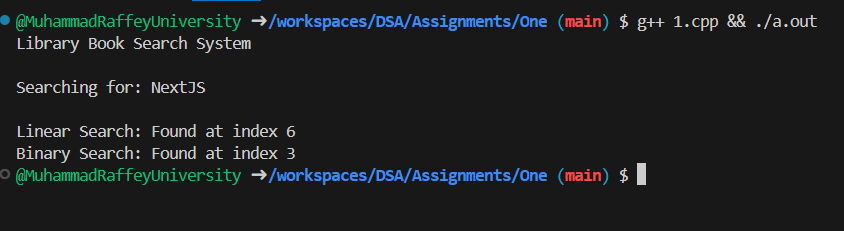 @MuhammadRaffeyUniversity ➜/workspaces/DSA/Assignments/One (main) $ g++ 1.cpp && ./a.out
Library Book Search System
Searching for: NextJS
Linear Search: Found at index 6
Binary Search: Found at index 3
@MuhammadRaffeyUniversity ➜/workspaces/DSA/Assignments/One (main) $